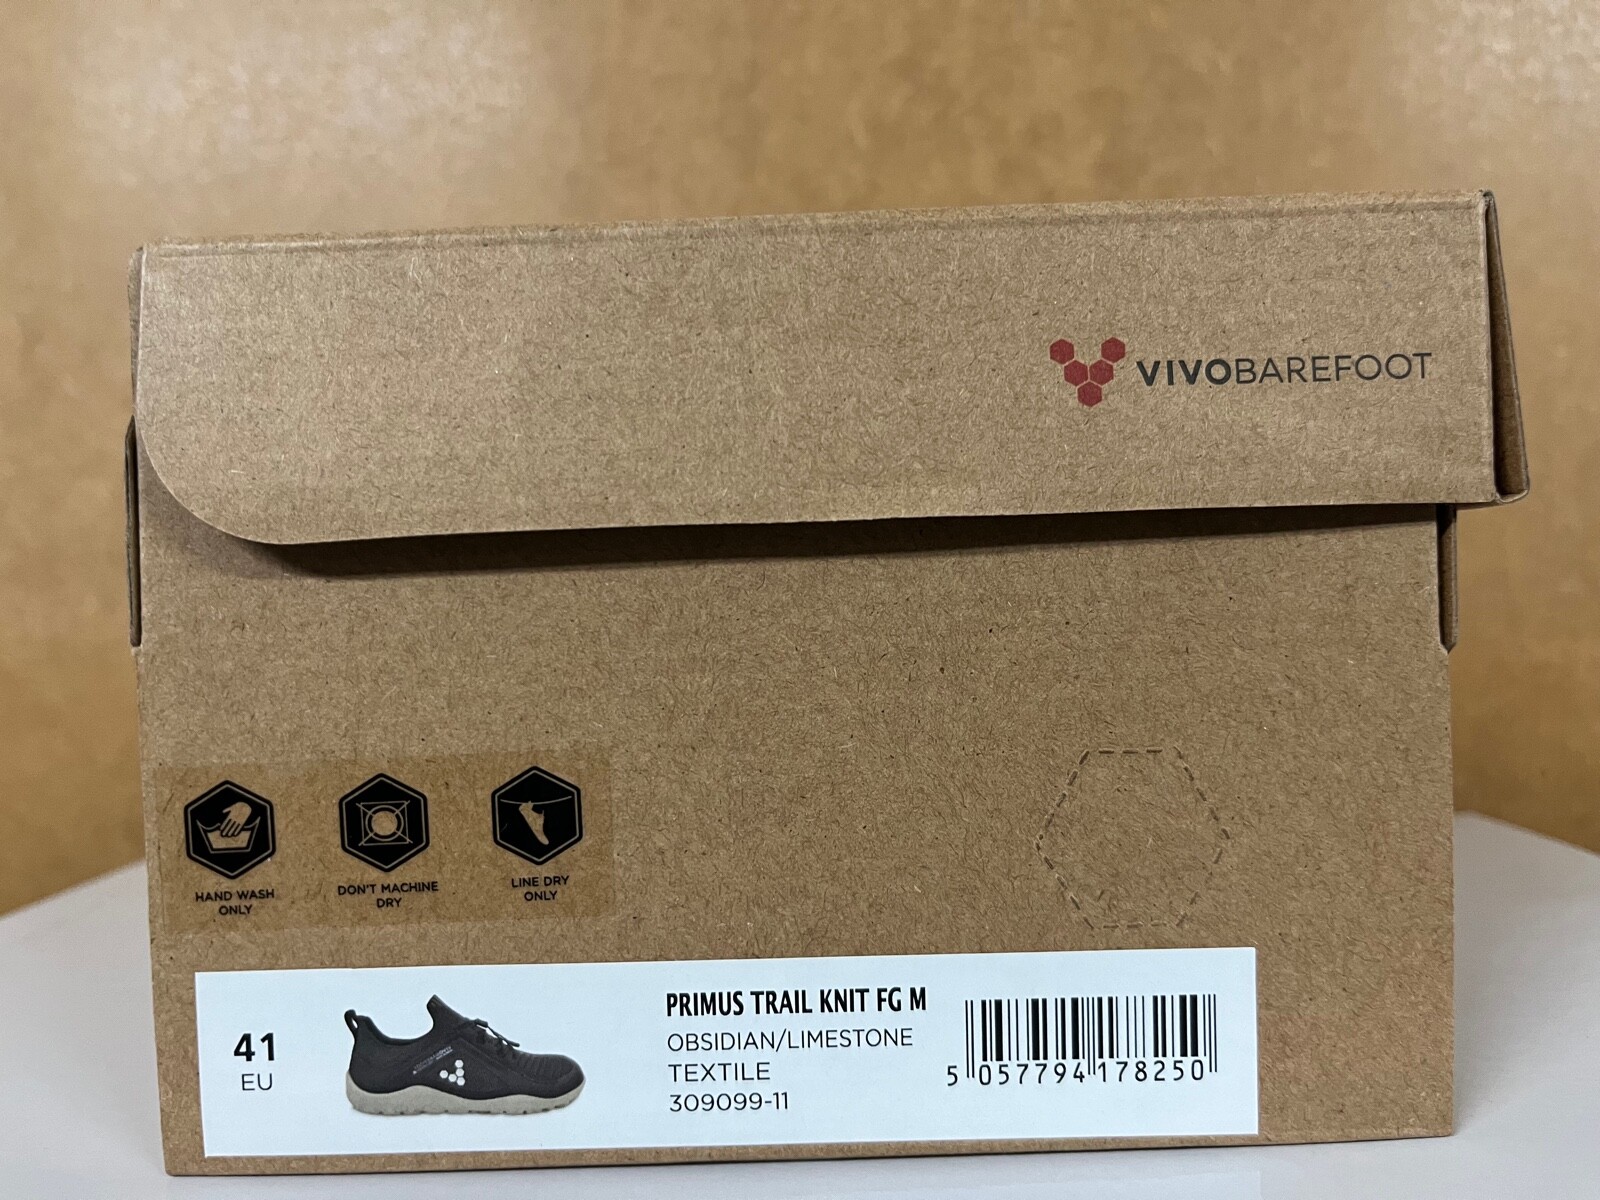 VIVOBAREFOOT
HAND WASH
ONLY
DON'T MACHINE
DRY
LINE DRY
ONLY
41
EU
PRIMUS TRAIL KNIT FG M
OBSIDIAN/LIMESTONE
TEXTILE
309099-11
5 057794 178250